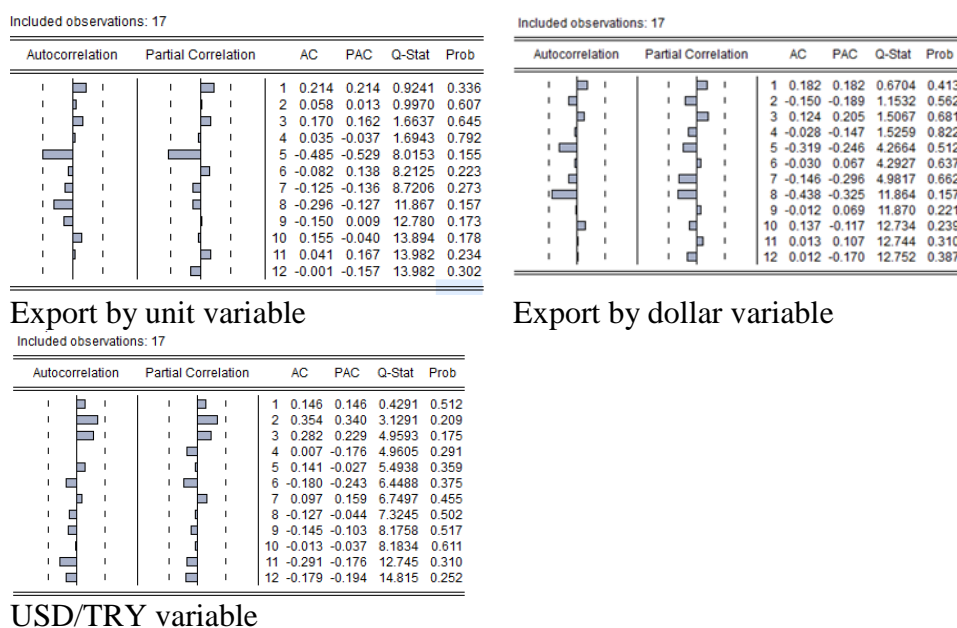 Included observations: 17
Autocorrelation Partial Correlation AC PAC Q-Stat Prob
1 0.214 0.214 0.9241 0.336
2 0.058 0.013 0.9970 0.607
3 0.170 0.162 1.6637 0.645
4 0.035 -0.037 1.6943 0.792
5 -0.485 -0.529 8.0153 0.155
6 -0.082 0.138 8.2125 0.223
7 -0.125 -0.136 8.7206 0.273
8 -0.296 -0.127 11.867 0.157
9 -0.150 0.009 12.780 0.173
10 0.155 -0.040 13.894 0.178
11 0.041 0.167 13.982 0.234
12 -0.001 -0.157 13.982 0.302
Export by unit variable
Included observations: 17
Autocorrelation Partial Correlation AC PAC Q-Stat Prob
1 0.182 0.182 0.6704 0.413
2 -0.150 -0.189 1.1532 0.562
3 0.124 0.205 1.5067 0.681
4 -0.028 -0.147 1.5259 0.822
5 -0.319 -0.246 4.2664 0.512
6 -0.030 0.067 4.2927 0.637
7 -0.146 -0.296 4.9817 0.662
8 -0.438 -0.325 11.864 0.157
9 -0.012 0.069 11.870 0.221
10 0.137 -0.117 12.734 0.239
11 0.013 0.107 12.744 0.310
12 0.012 -0.170 12.752 0.387
Export by dollar variable
Included observations: 17
Autocorrelation Partial Correlation AC PAC Q-Stat Prob
1 0.146 0.146 0.4291 0.512
2 0.354 0.340 3.1291 0.209
3 0.282 0.229 4.9593 0.175
4 0.007 -0.176 4.9605 0.291
5 0.141 -0.027 5.4938 0.359
6 -0.180 -0.243 6.4488 0.375
7 0.097 0.159 6.7497 0.455
8 -0.127 -0.044 7.3245 0.502
9 -0.145 -0.103 8.1758 0.517
10 -0.013 -0.037 8.1834 0.611
11 -0.291 -0.176 12.745 0.310
12 -0.179 -0.194 14.815 0.252
USD/TRY variable